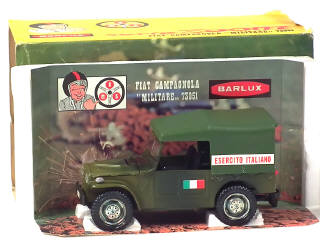 FIAT CAMPAGNOLA
"MILITARE" 73051
BARLUX
ESERCITO ITALIANO